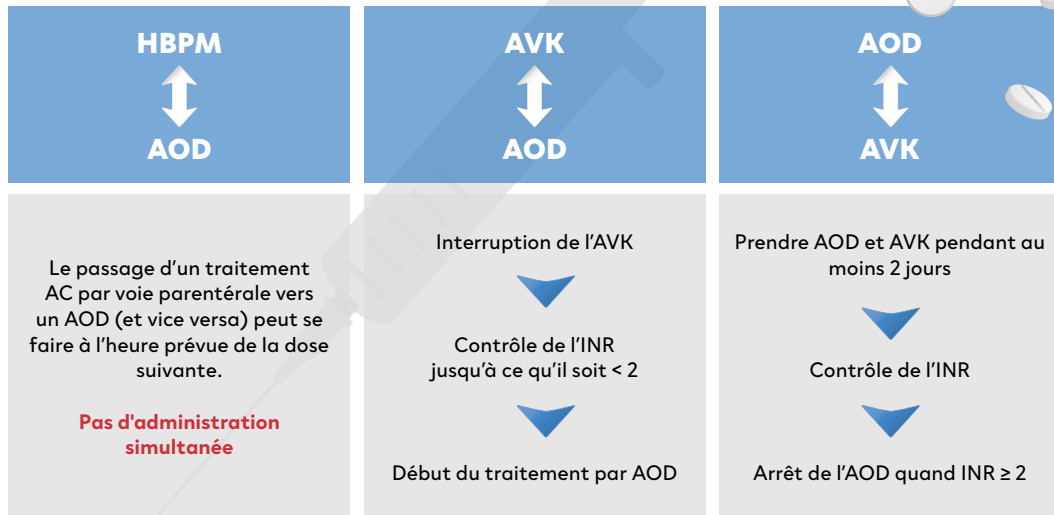 HBPM
AOD
Le passage d’un traitement
AC par voie parentérale vers
un AOD (et vice versa) peut se
faire à l’heure prévue de la dose
suivante.
Pas d'administration
simultanée
AVK
AOD
Interruption de l’AVK
Contrôle de l’INR
jusqu’à ce qu’il soit < 2
Début du traitement par AOD
AOD
AVK
Prendre AOD et AVK pendant au
moins 2 jours
Contrôle de l’INR
Arrêt de l’AOD quand INR ≥ 2